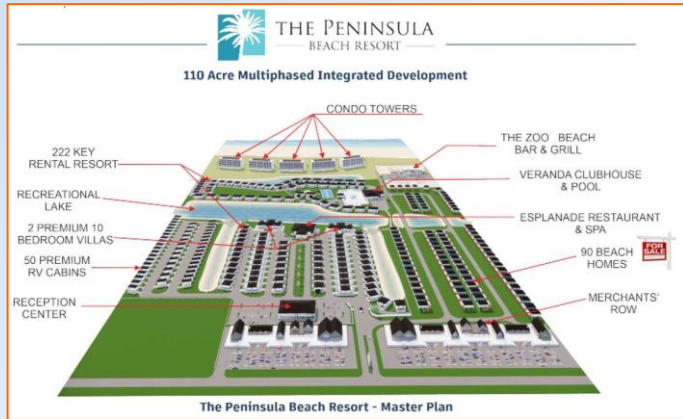 THE PENINSULA
BEACH RESORT
110 Acre Multiphased Integrated Development
CONDO TOWERS
222 KEY
RENTAL RESORT
THE ZOO BEACH
BAR & GRILL
VERANDA CLUBHOUSE
& POOL
RECREATIONAL
LAKE
ESPLANADE RESTAURANT
& SPA
2 PREMIUM 10
BEDROOM VILLAS
50 PREMIUM
RV CABINS
90 BEACH
HOMES
FOR
SALE
RECEPTION
CENTER
MERCHANTS'
ROW
The Peninsula Beach Resort - Master Plan